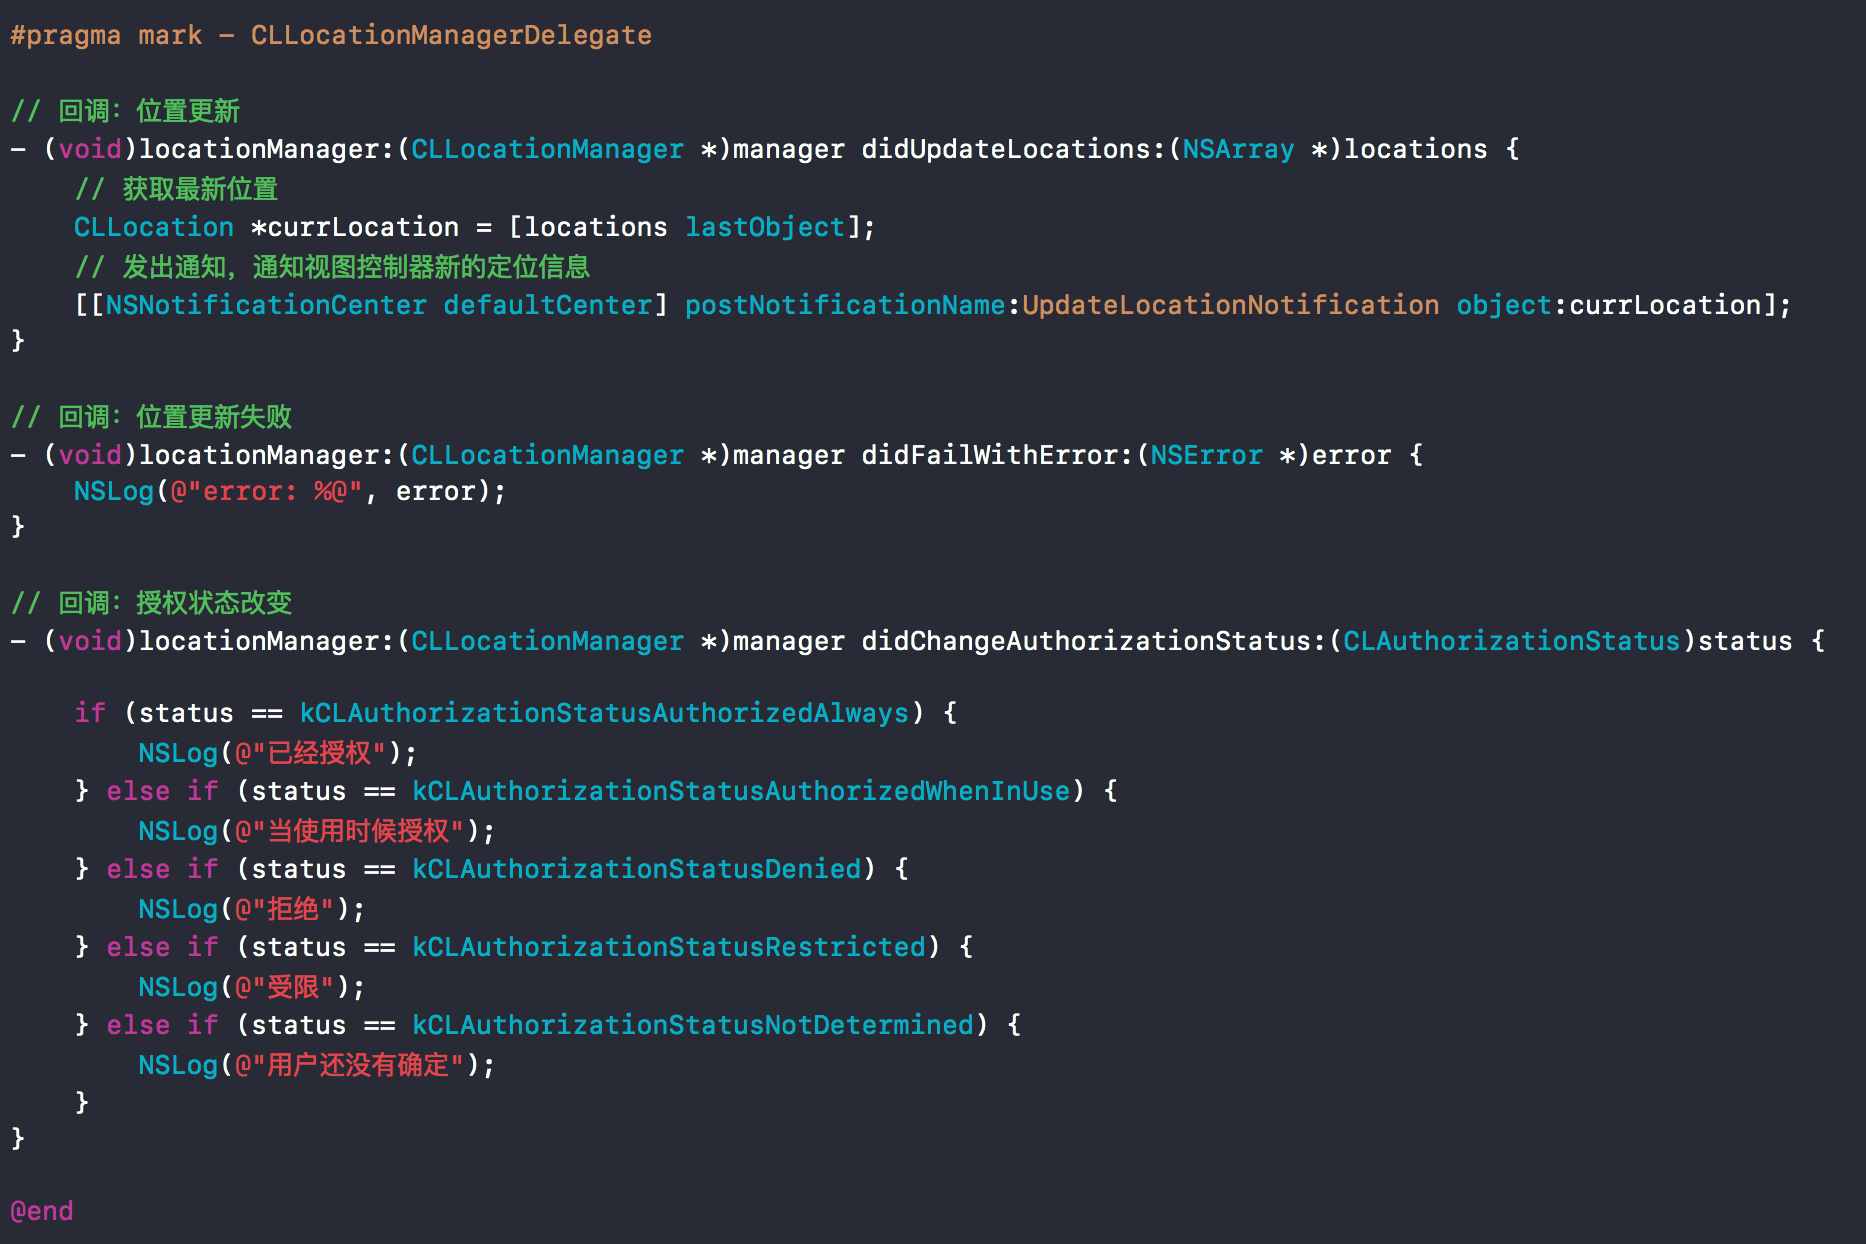 #pragma mark – CLLocationManagerDelegate
// 回调：位置更新
– (void)locationManager:(CLLocationManager *)manager didUpdateLocations:(NSArray *)locations {
// 获取最新位置
CLLocation *currLocation = [locations lastObject];
// 发出通知，通知视图控制器新的定位信息
[[NSNotificationCenter defaultCenter] postNotificationName:UpdateLocationNotification object:currLocation];
}
// 回调：位置更新失败
– (void)locationManager:(CLLocationManager *)manager didFailWithError:(NSError *)error {
NSLog(@"error: %@", error);
}
// 回调：授权状态改变
– (void)locationManager:(CLLocationManager *)manager didChangeAuthorizationStatus:(CLAuthorizationStatus)status {
if (status == kCLAuthorizationStatusAuthorizedAlways) {
NSLog(@"已经授权");
} else if (status == kCLAuthorizationStatusAuthorizedWhenInUse) {
NSLog(@"当使用时候授权");
} else if (status == kCLAuthorizationStatusDenied) {
NSLog(@"拒绝");
} else if (status == kCLAuthorizationStatusRestricted) {
NSLog(@"受限");
} else if (status == kCLAuthorizationStatusNotDetermined) {
NSLog(@"用户还没有确定");
}
}
@end